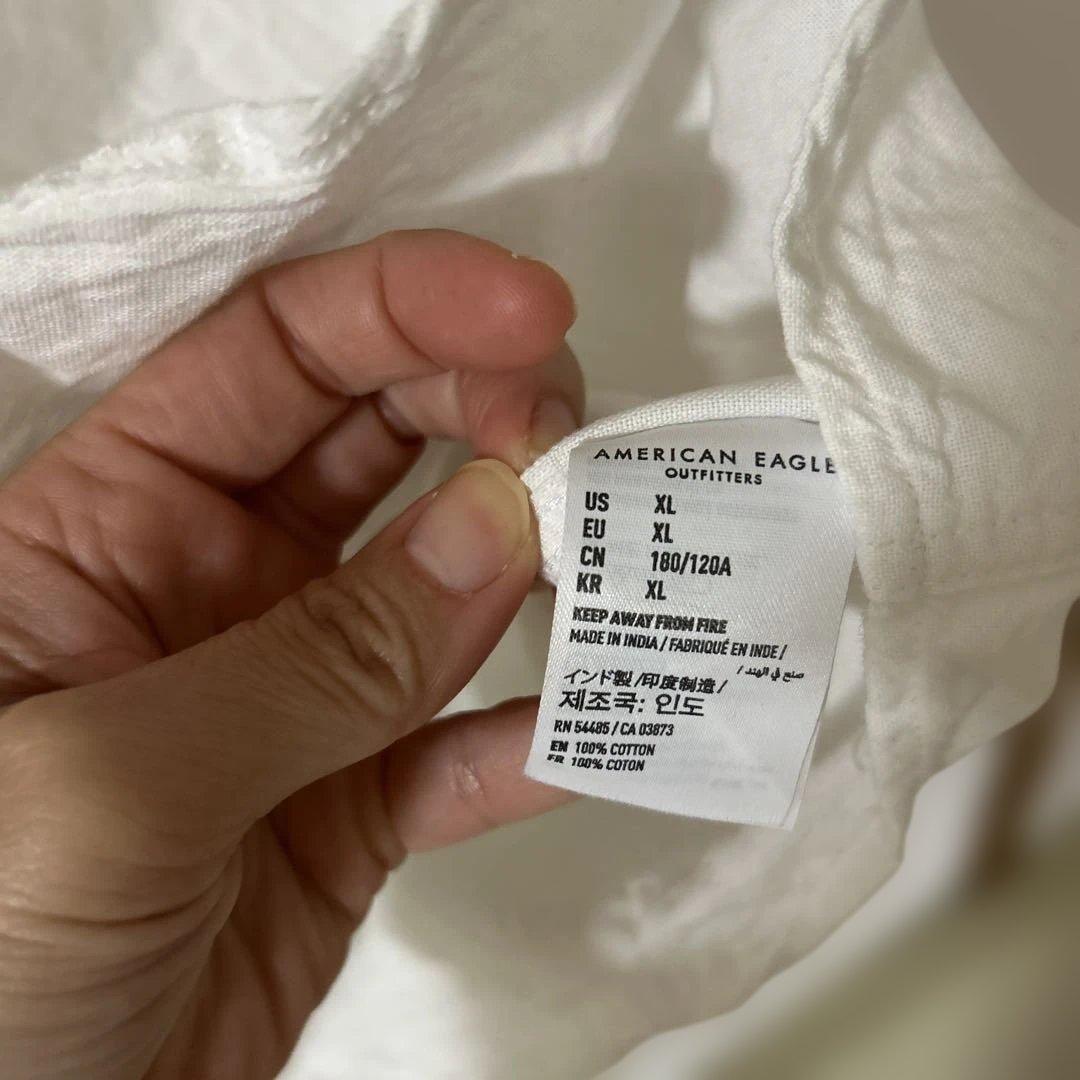 AMERICAN EAGLE
OUTFITTERS
US XL
EU XL
CN 180/120A
KR XL
KEEP AWAY FROM FIRE
MADE IN INDIA / FABRIQUÉ EN INDE /
صنع في الهند /
インド製 /印度制造/
제조국: 인도
RN 54485 / CA 03873
EN 100% COTTON
FR 100% COTON